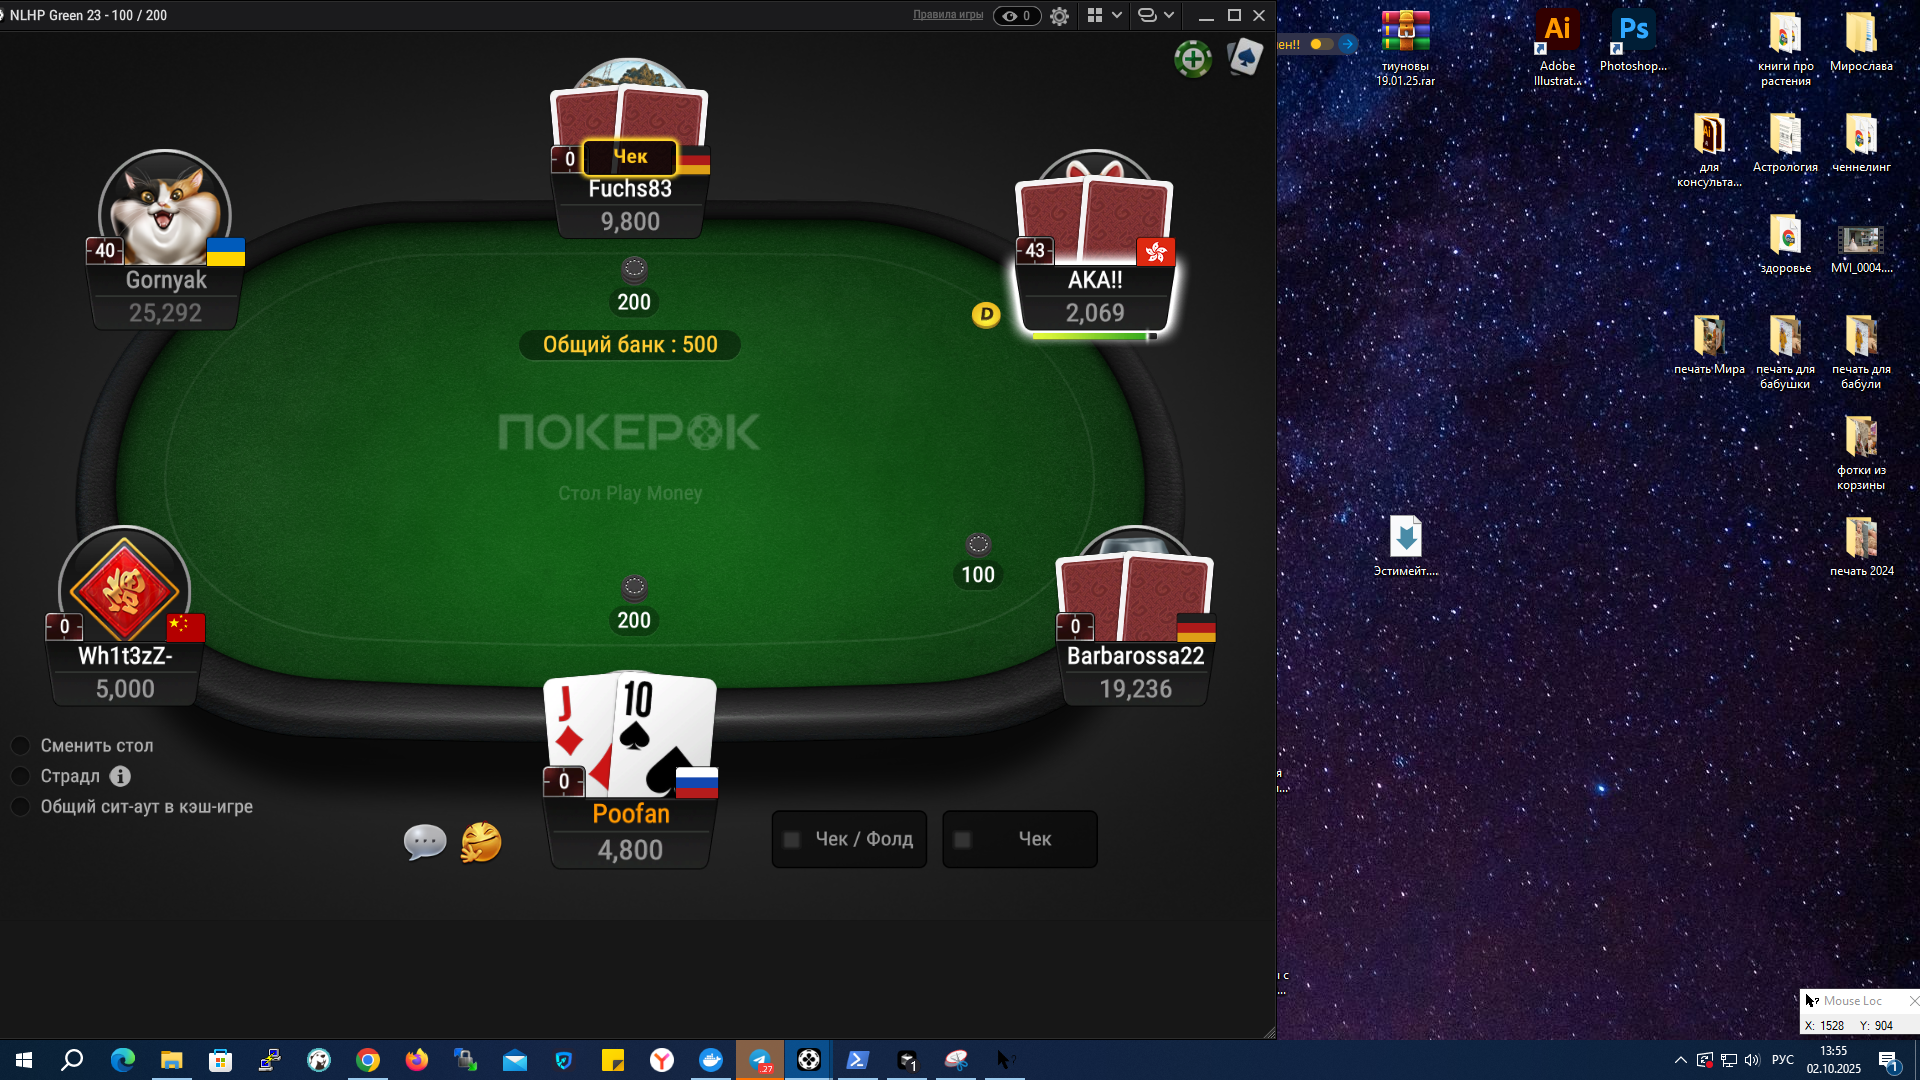 NLHP Green 23 - 100 / 200
Правила игры
0
0
Чек
Fuchs83
9,800
40
Gornyak
25,292
43
AKA!!
2,069
D
200
Общий банк : 500
ПОКЕРОК
Стол Play Money
100
200
0
Wh1t3zZ-
5,000
0
Barbarossa22
19,236
J
10
0
Poofan
4,800
Сменить стол
Страдл
Общий сит-аут в кэш-игре
Чек / Фолд
Чек
ен!!
тиуновы
19.01.25.rar
Ai
Adobe
Illustrat...
Ps
Photoshop...
книги про
растения
Мирослава
для
консульта...
Астрология
ченнелинг
здоровье
MVI_0004....
печать Мира
печать для
бабушки
печать для
бабули
фотки из
корзины
Эстимейт....
печать 2024
Mouse Loc
X: 1528 Y: 904
27
1
РУС
13:55
02.10.2025
1